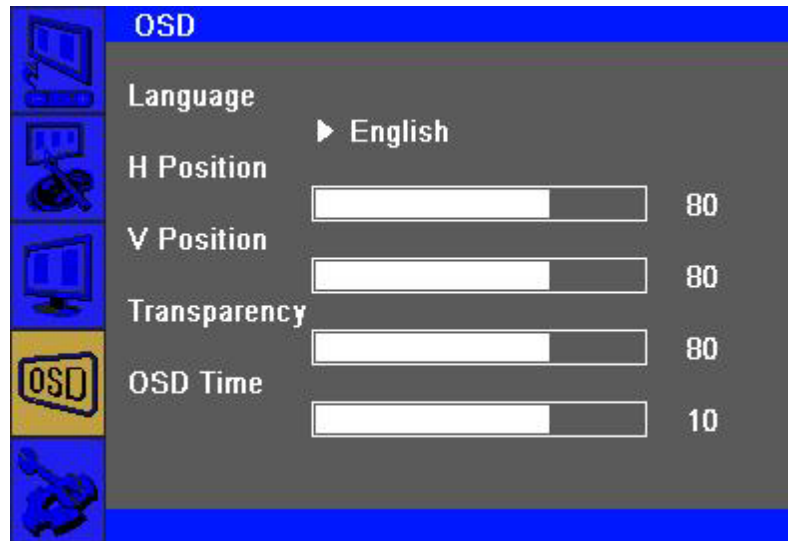 OSD
Language
English
H Position
80
V Position
80
Transparency
80
OSD
OSD Time
10